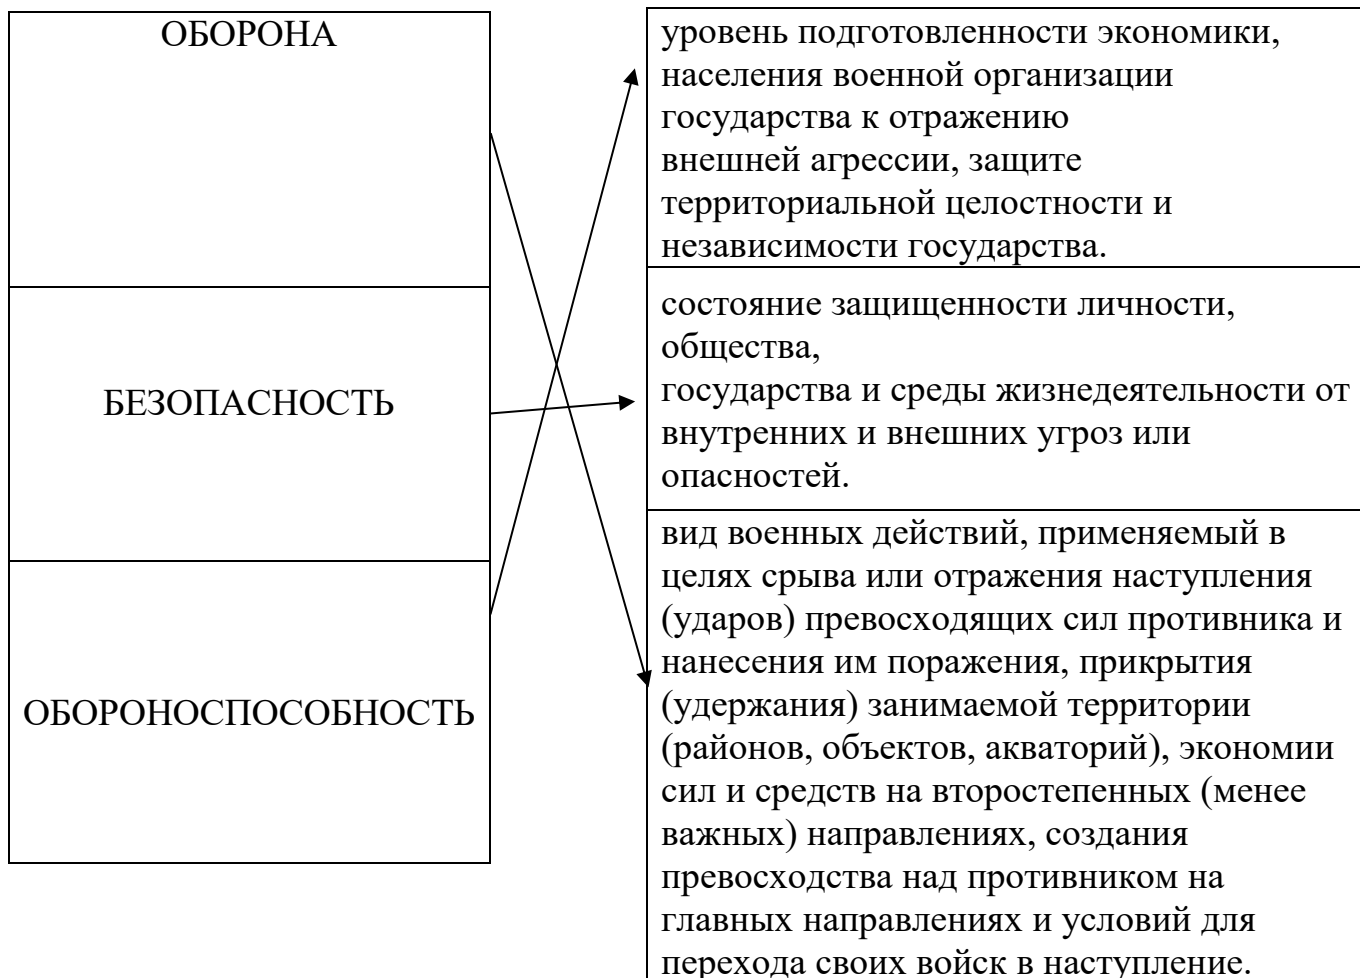 ОБОРОНА
БЕЗОПАСНОСТЬ
ОБОРОНОСПОСОБНОСТЬ
уровень подготовленности экономики,
населения военной организации
государства к отражению
внешней агрессии, защите
территориальной целостности и
независимости государства.
состояние защищенности личности,
общества,
государства и среды жизнедеятельности от
внутренних и внешних угроз или
опасностей.
вид военных действий, применяемый в
целях срыва или отражения наступления
(ударов) превосходящих сил противника и
нанесения им поражения, прикрытия
(удержания) занимаемой территории
(районов, объектов, акваторий), экономии
сил и средств на второстепенных (менее
важных) направлениях, создания
превосходства над противником на
главных направлениях и условий для
перехода своих войск в наступление.